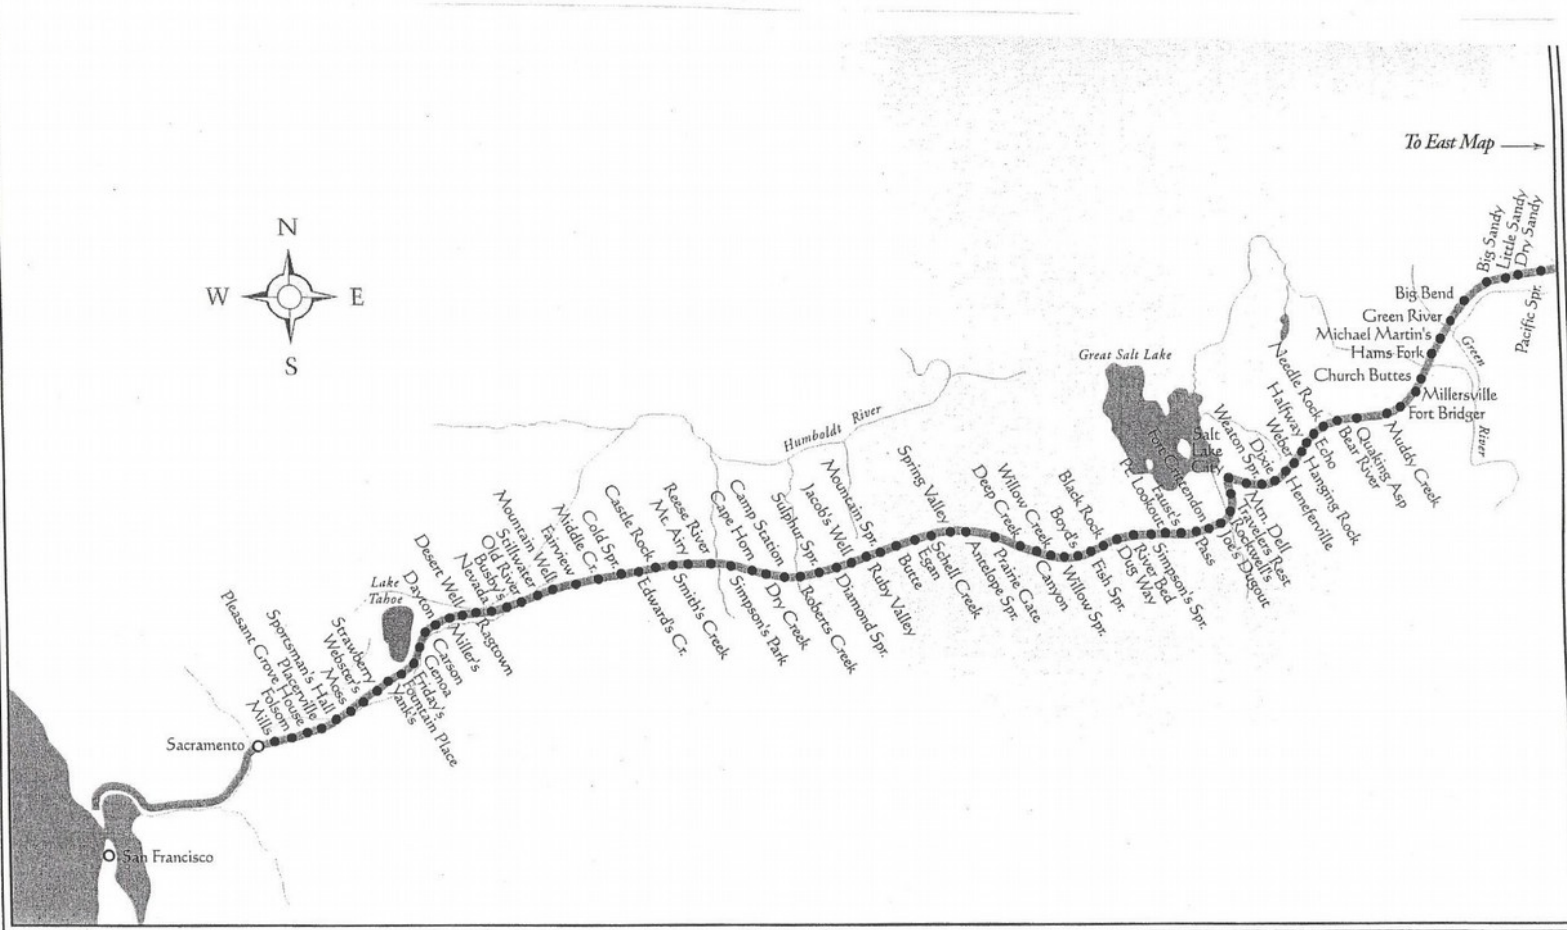 To East Map
N
W
E
S
Big Sandy
Little Sandy
Dry Sandy
Pacific Spr.
Big Bend
Green River
Michael Martin's
Hams Fork
Church Buttes
Millersville
Fort Bridger
Green
River
Muddy Creek
Quaking Asp
Bear River
Needle Rock
Echo
Halfway
Hanging Rock
Weber
Heneferville
Dixie
Weaton Spr.
Mtn. Dell
Great Salt Lake
Salt
Lake
City
Travelers Rest
Rockwell's
Joe's Dugout
Fort Crittendon
Pass
Faust's
Pt. Lookout
Simpson's Spr.
River Bed
Dug Way
Black Rock
Fish Spr.
Boyd's
Willow Spr.
Willow Creek
Canyon
Deep Creek
Prairie Gate
Antelope Spr.
Spring Valley
Schell Creek
Egan
Butte
Humboldt River
Mountain Spr.
Ruby Valley
Jacob's Well
Diamond Spr.
Sulphur Spr.
Roberts Creek
Camp Station
Dry Creek
Cape Horn
Simpson's Park
Reese River
Mt. Airy
Smith's Creek
Castle Rock
Edward's Cr.
Cold Spr.
Middle Cr.
Fairview
Mountain Well
Stillwater
Old River
Busby's
Nevada
Ragtown
Desert Well
Miller's
Dayton
Carson
Lake
Tahoe
Genoa
Friday's
Fountain Place
Yank's
Strawberry
Webster's
Moss
Sportsman's Hall
Placerville
Pleasant Grove House
Folsom
Mills
Sacramento
San Francisco